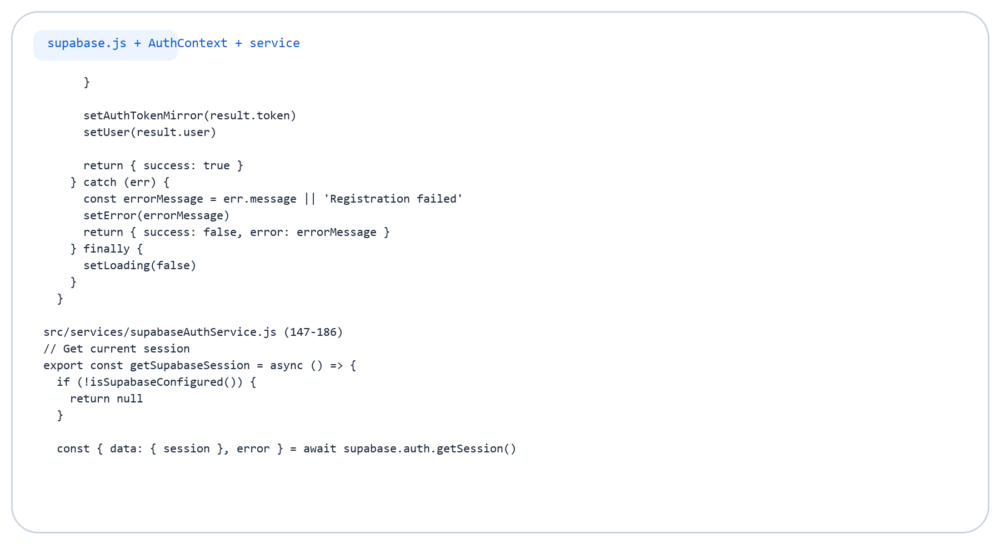 supabase.js + AuthContext + service
      }
      setAuthTokenMirror(result.token)
      setUser(result.user)
      return { success: true }
    } catch (err) {
      const errorMessage = err.message || 'Registration failed'
      setError(errorMessage)
      return { success: false, error: errorMessage }
    } finally {
      setLoading(false)
    }
  }
src/services/supabaseAuthService.js (147-186)
// Get current session
export const getSupabaseSession = async () => {
  if (!isSupabaseConfigured()) {
    return null
  }
  const { data: { session }, error } = await supabase.auth.getSession()